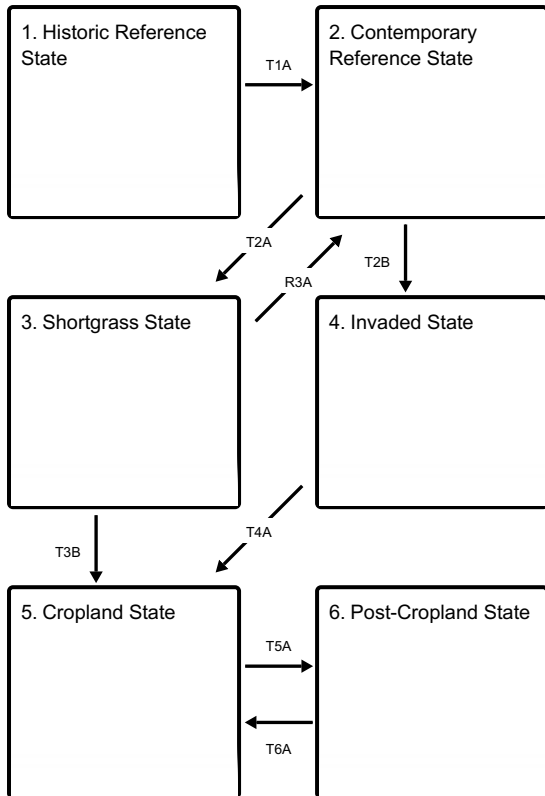 1. Historic Reference
State
T1A
2. Contemporary
Reference State
T2A
R3A
T2B
3. Shortgrass State
4. Invaded State
T3B
T4A
5. Cropland State
T5A
6. Post-Cropland State
T6A